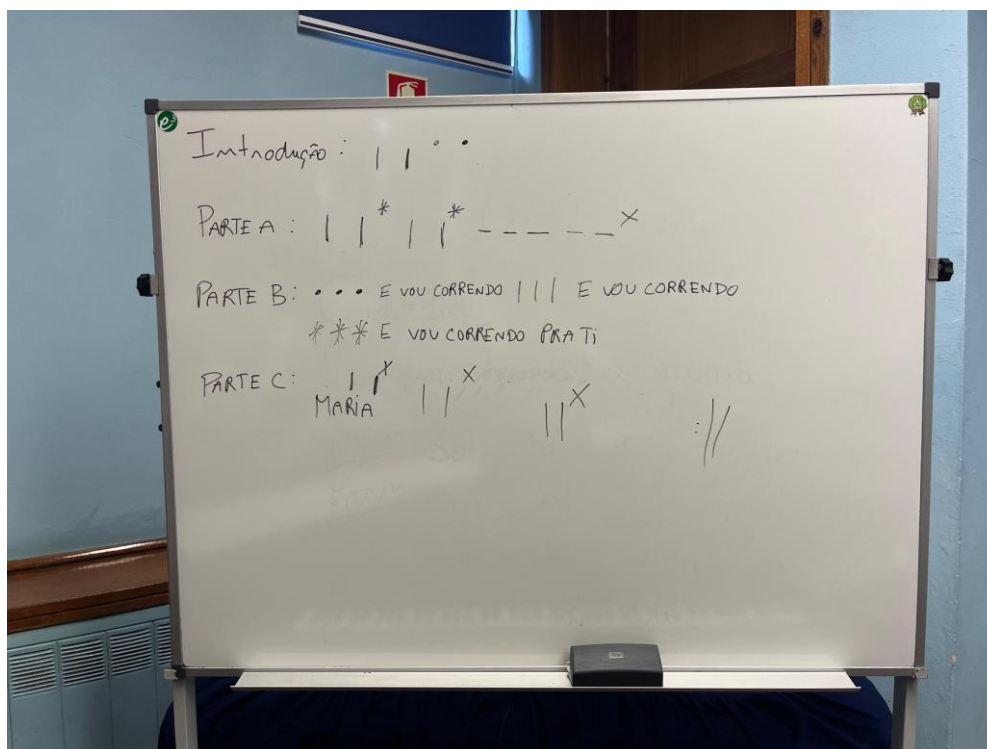 Introdução: | | • •
PARTE A: | | * | | * – – – – – – x
PARTE B: • • • E VOU CORRENDO | | | E VOU CORRENDO
* * * E VOU CORRENDO PRA TI
PARTE C: | | x | | x | | x :||
MARIA